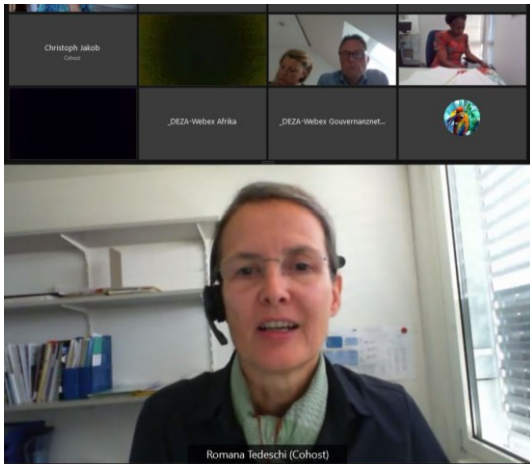 Christoph Jakob
Cohost
_DEZA-Webex Afrika
_DEZA-Webex Gouvernanznet...
Romana Tedeschi (Cohost)